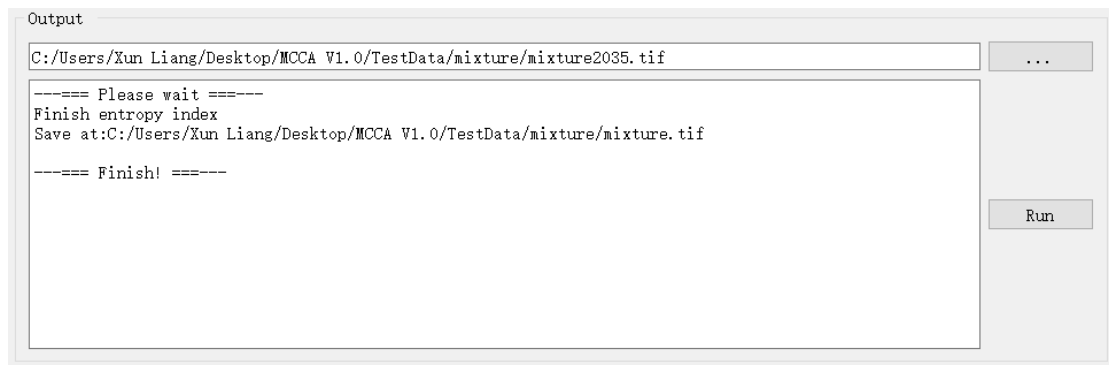 Output
C:/Users/Xun Liang/Desktop/MCCA V1.0/TestData/mixture/mixture2035.tif
...
---=== Please wait ===---
Finish entropy index
Save at:C:/Users/Xun Liang/Desktop/MCCA V1.0/TestData/mixture/mixture.tif
---=== Finish! ===---
Run